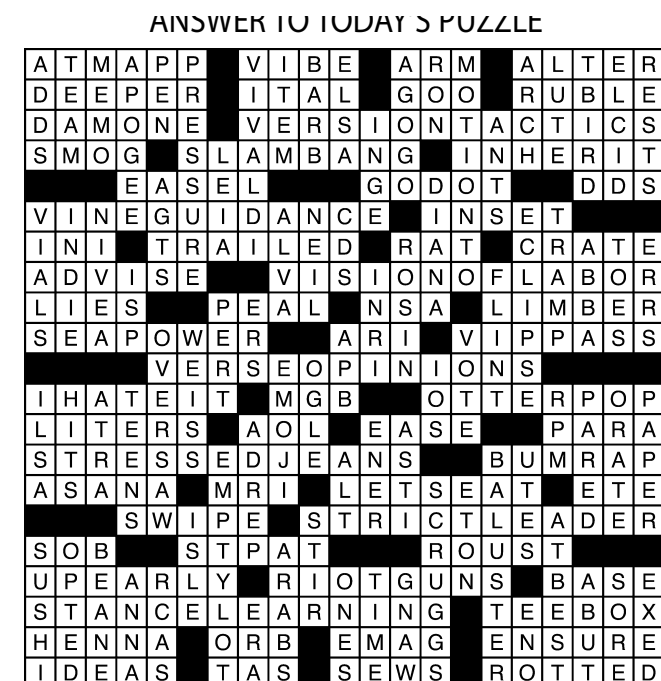 ANSWER TO TODAY'S PUZZLE
ATMAPP VIBE ARM ALTER
DEEPER ITAL GOO RUBLE
DAMONE VERSIONTACTICS
SMOG SLAMBANG INHERIT
EASEL GODOT DDS
VINEGUIDANCE INSET
INI TRAILED RAT CRATE
ADVISE VISIONOFLABOR
LIES PEAL NSA LIMBER
SEAPOWER ARI VIPPASS
VERSEOPINIONS
IHATEIT MGB OTTERPOP
LITERS AOL EASE PARA
STRESSEDJEANS BUMRAP
ASANA MRI LETSEAT ETE
SWIPE STRICTLEADER
SOB STPAT ROUST
UPEARLY RIOTGUNS BASE
STANCELEARNING TEEBOX
HENNA ORB EMAG ENSURE
IDEAS TAS SEWS ROTTED